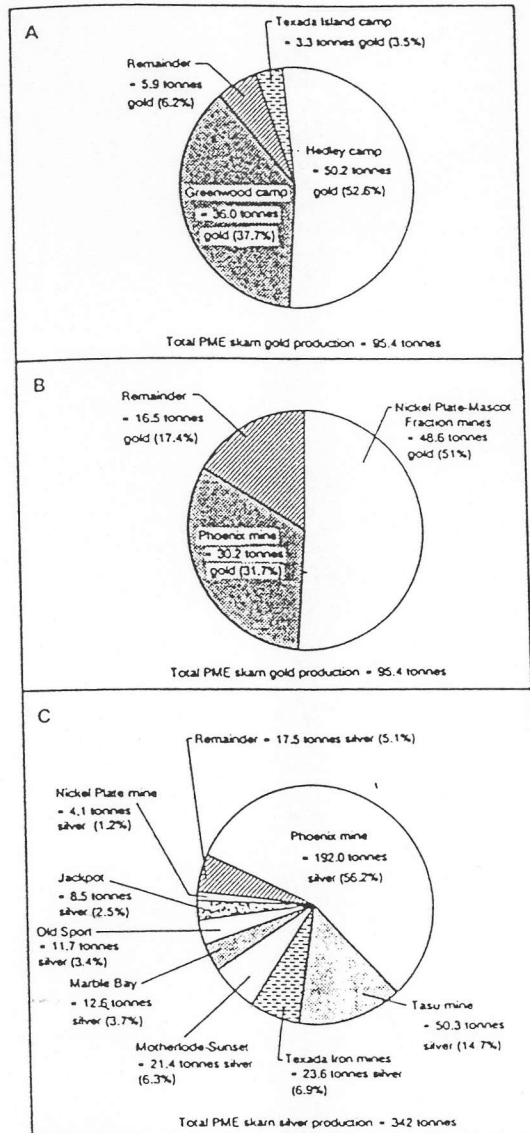 A
Texada Island camp
= 3.3 tonnes gold (3.5%)
Remainder
= 5.9 tonnes
gold (6.2%)
Hedley camp
= 50.2 tonnes
gold (52.6%)
Greenwood camp
= 36.0 tonnes
gold (37.7%)
Total PME skarn gold production = 95.4 tonnes
B
Remainder
= 16.5 tonnes
gold (17.4%)
Nickel Plate-Mascot
Fraction mines
= 48.6 tonnes
gold (51%)
Phoenix mine
= 30.2 tonnes
gold (31.7%)
Total PME skarn gold production = 95.4 tonnes
C
Remainder = 17.5 tonnes silver (5.1%)
Nickel Plate mine
= 4.1 tonnes
silver (1.2%)
Phoenix mine
= 192.0 tonnes
silver (56.2%)
Jackpot
= 8.5 tonnes
silver (2.5%)
Old Sport
= 11.7 tonnes
silver (3.4%)
Marble Bay
= 12.6 tonnes
silver (3.7%)
Motherlode-Sunset
= 21.4 tonnes silver
(6.3%)
Texada Iron mines
= 23.6 tonnes silver
(6.9%)
Tasu mine
= 50.3 tonnes
silver (14.7%)
Total PME skarn silver production = 342 tonnes